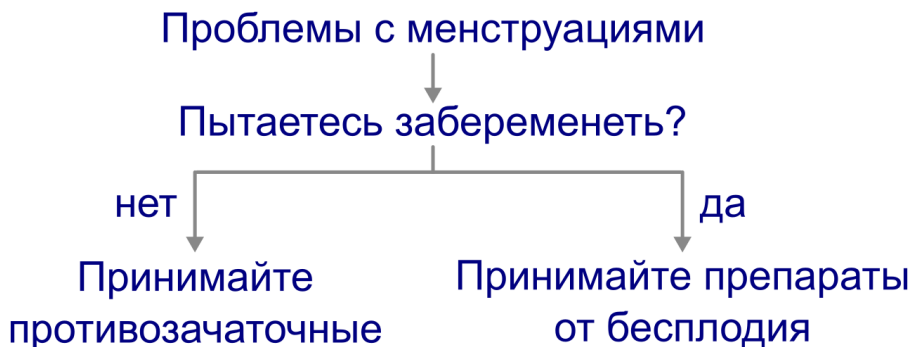 Проблемы с менструациями
Пытаетесь забеременеть?
нет
да
Принимайте
противозачаточные
Принимайте препараты
от бесплодия